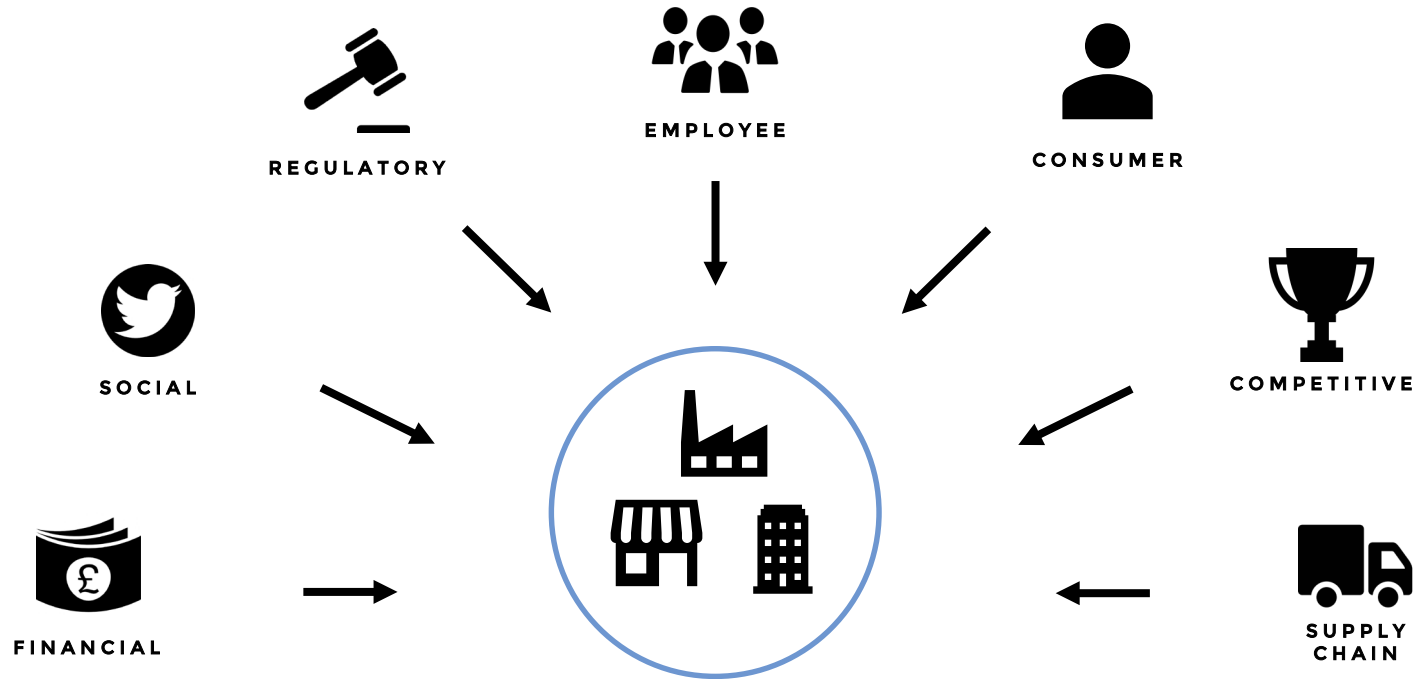 EMPLOYEE
REGULATORY
CONSUMER
SOCIAL
COMPETITIVE
£
FINANCIAL
SUPPLY
CHAIN